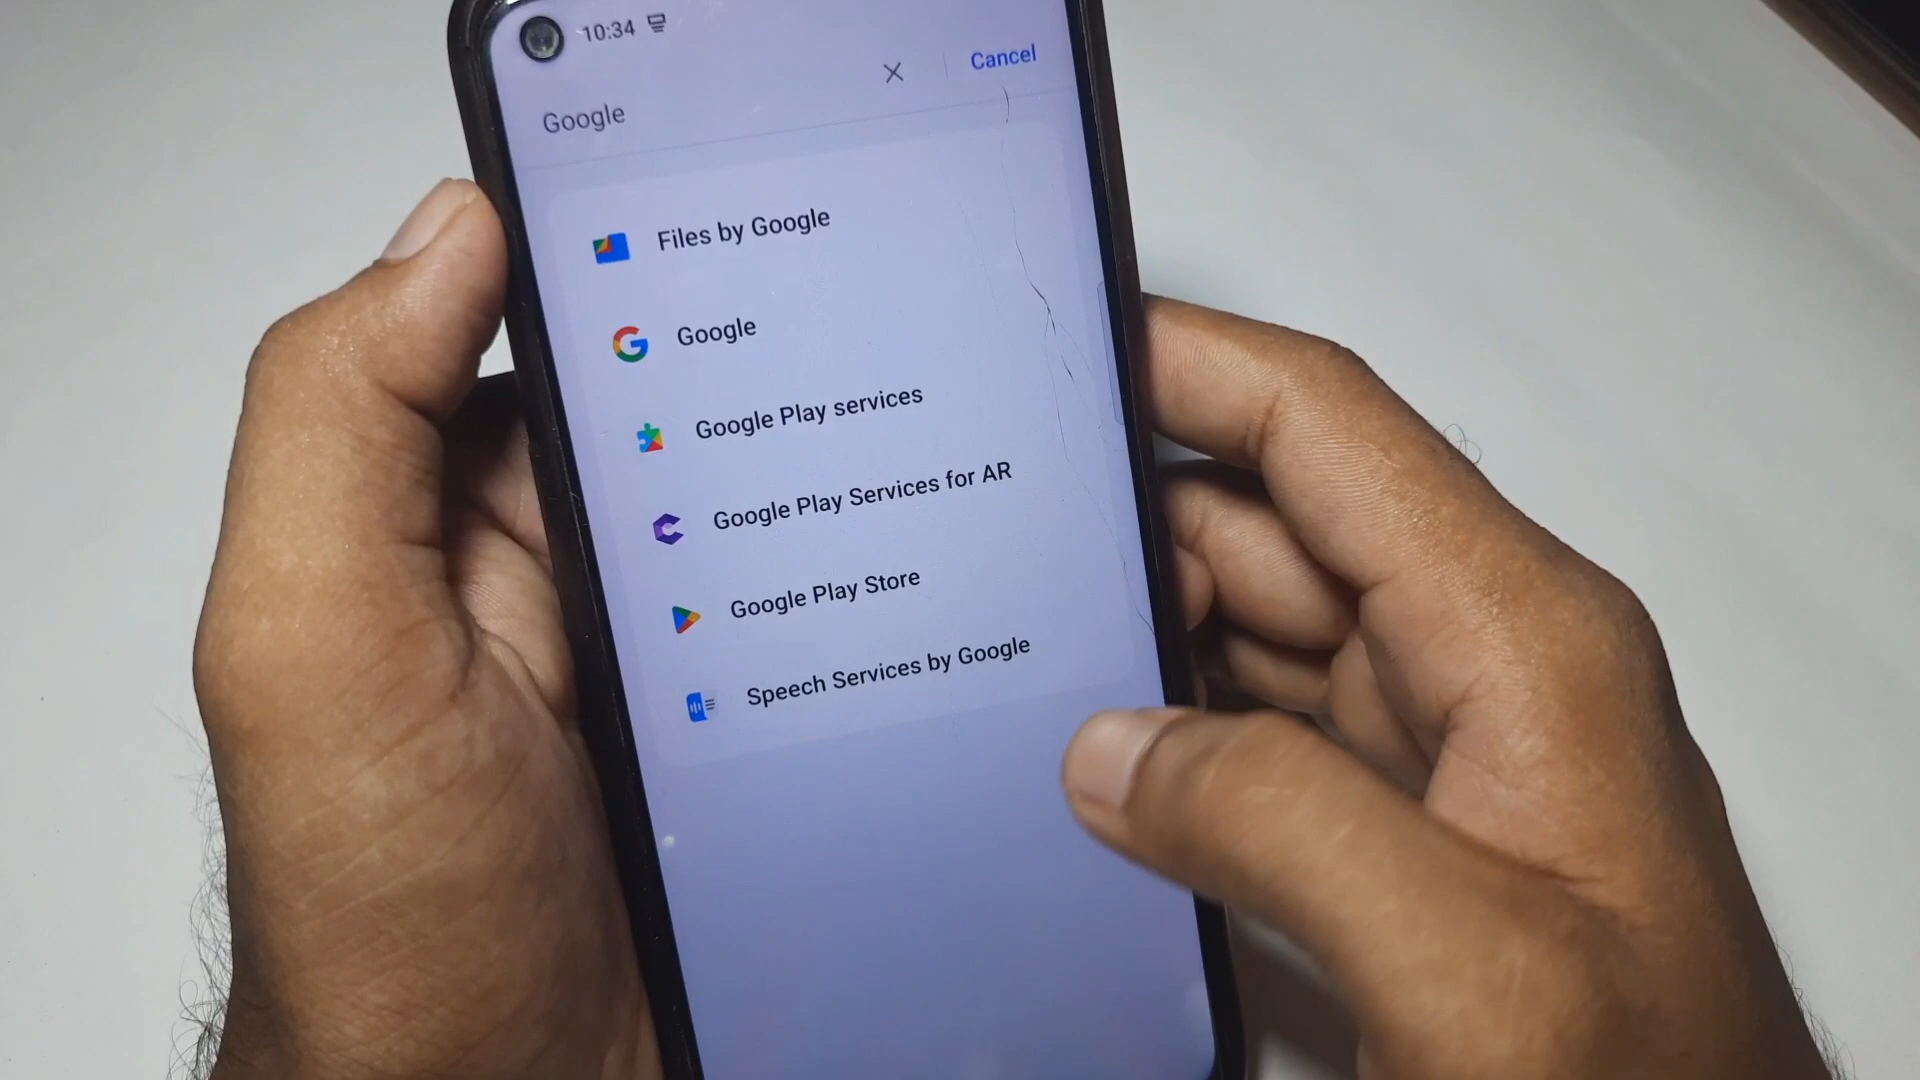 10:34
Cancel
Google
Files by Google
Google
Google Play services
Google Play Services for AR
Google Play Store
Speech Services by Google